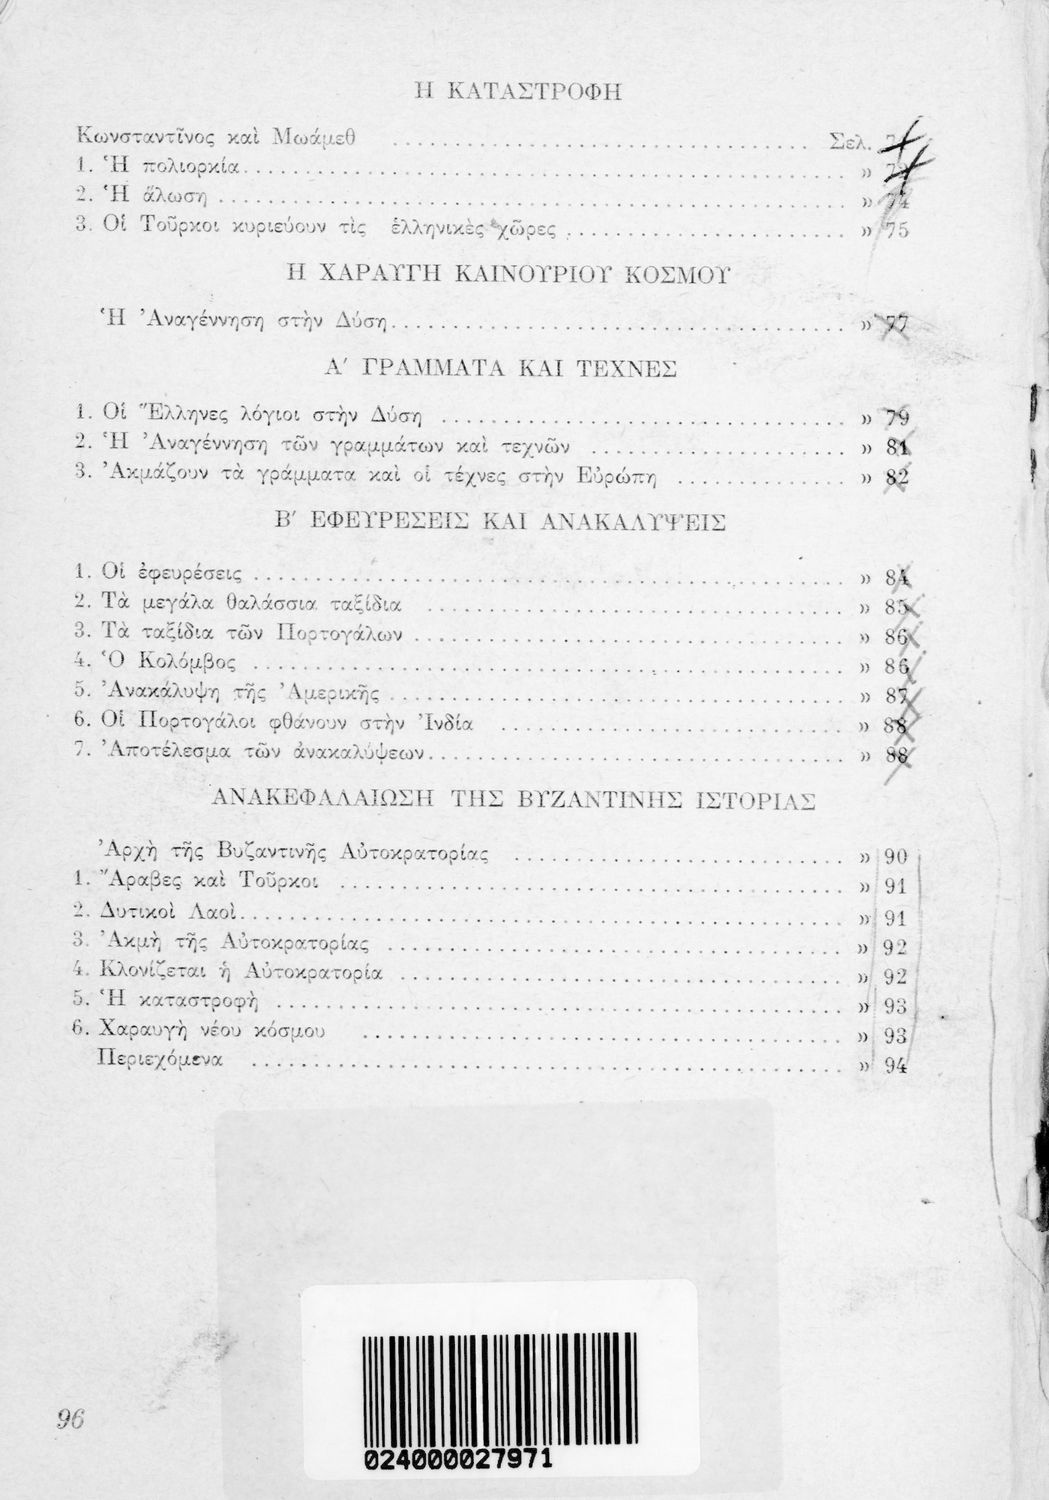 Η ΚΑΤΑΣΤΡΟΦΗ
Κωνσταντῖνος καὶ Μωάμεθ ........ Σελ.
1. Ἡ πολιορκία ........ »
2. Ἡ ἅλωση ........ » 74
3. Οἱ Τοῦρκοι κυριεύουν τὶς ἑλληνικὲς χῶρες ........ » 75
Η ΧΑΡΑΥΓΗ ΚΑΙΝΟΥΡΙΟΥ ΚΟΣΜΟΥ
Ἡ Ἀναγέννηση στὴν Δύση ........ » 77
Α′ ΓΡΑΜΜΑΤΑ ΚΑΙ ΤΕΧΝΕΣ
1. Οἱ Ἕλληνες λόγιοι στὴν Δύση ........ » 79
2. Ἡ Ἀναγέννηση τῶν γραμμάτων καὶ τεχνῶν ........ » 81
3. Ἀκμάζουν τὰ γράμματα καὶ οἱ τέχνες στὴν Εὐρώπη ........ » 82
Β′ ΕΦΕΥΡΕΣΕΙΣ ΚΑΙ ΑΝΑΚΑΛΥΨΕΙΣ
1. Οἱ ἐφευρέσεις ........ » 84
2. Τὰ μεγάλα θαλάσσια ταξίδια ........ » 85
3. Τὰ ταξίδια τῶν Πορτογάλων ........ » 86
4. Ὁ Κολόμβος ........ » 86
5. Ἀνακάλυψη τῆς Ἀμερικῆς ........ » 87
6. Οἱ Πορτογάλοι φθάνουν στὴν Ἰνδία ........ » 88
7. Ἀποτέλεσμα τῶν ἀνακαλύψεων ........ » 88
ΑΝΑΚΕΦΑΛΑΙΩΣΗ ΤΗΣ ΒΥΖΑΝΤΙΝΗΣ ΙΣΤΟΡΙΑΣ
Ἀρχὴ τῆς Βυζαντινῆς Αὐτοκρατορίας ........ » 90
1. Ἄραβες καὶ Τοῦρκοι ........ » 91
2. Δυτικοὶ Λαοὶ ........ » 91
3. Ἀκμὴ τῆς Αὐτοκρατορίας ........ » 92
4. Κλονίζεται ἡ Αὐτοκρατορία ........ » 92
5. Ἡ καταστροφὴ ........ » 93
6. Χαραυγὴ νέου κόσμου ........ » 93
Περιεχόμενα ........ » 94
96
024000027971